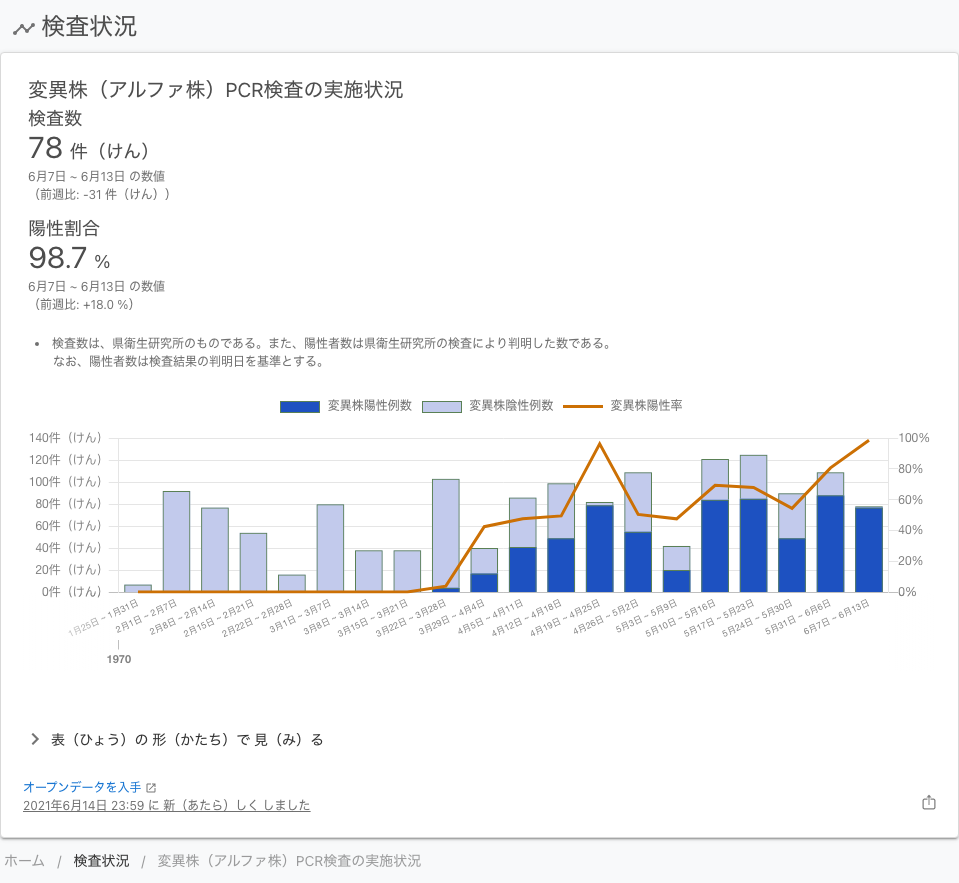 検査状況
変異株（アルファ株）PCR検査の実施状況
検査数
78 件（けん）
6月7日 ~ 6月13日 の数値
（前週比: -31 件（けん））
陽性割合
98.7 %
6月7日 ~ 6月13日 の数値
（前週比: +18.0 %）
• 検査数は、県衛生研究所のものである。また、陽性者数は県衛生研究所の検査により判明した数である。
なお、陽性者数は検査結果の判明日を基準とする。
変異株陽性例数 変異株陰性例数 変異株陽性率
140件（けん） 100%
120件（けん） 80%
100件（けん）
80件（けん） 60%
60件（けん） 40%
40件（けん）
20件（けん） 20%
0件（けん） 0%
1月25日~1月31日 2月1日~2月7日 2月8日~2月14日 2月15日~2月21日 2月22日~2月28日 3月1日~3月7日 3月8日~3月14日 3月15日~3月21日 3月22日~3月28日 3月29日~4月4日 4月5日~4月11日 4月12日~4月18日 4月19日~4月25日 4月26日~5月2日 5月3日~5月9日 5月10日~5月16日 5月17日~5月23日 5月24日~5月30日 5月31日~6月6日 6月7日~6月13日
1970
表（ひょう）の 形（かたち）で 見（み）る
オープンデータを入手
2021年6月14日 23:59 に 新（あたら）しく しました
ホーム / 検査状況 / 変異株（アルファ株）PCR検査の実施状況